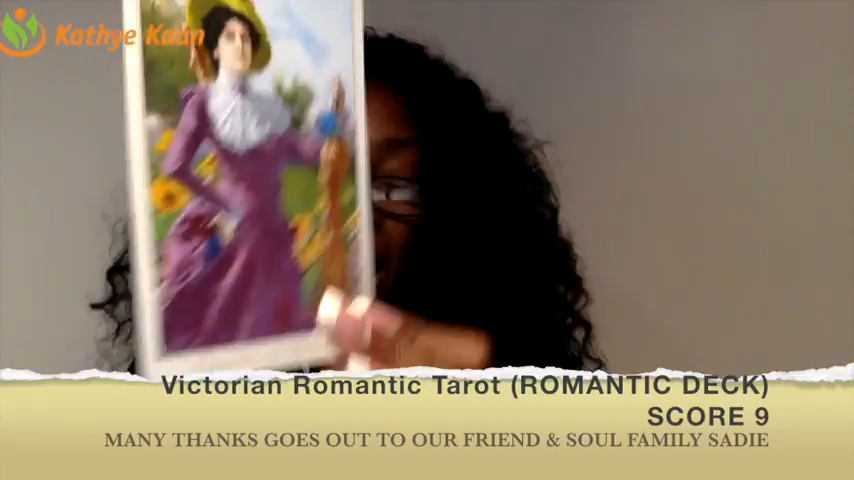 Kathye Kuan
Victorian Romantic Tarot (ROMANTIC DECK)
SCORE 9
MANY THANKS GOES OUT TO OUR FRIEND & SOUL FAMILY SADIE